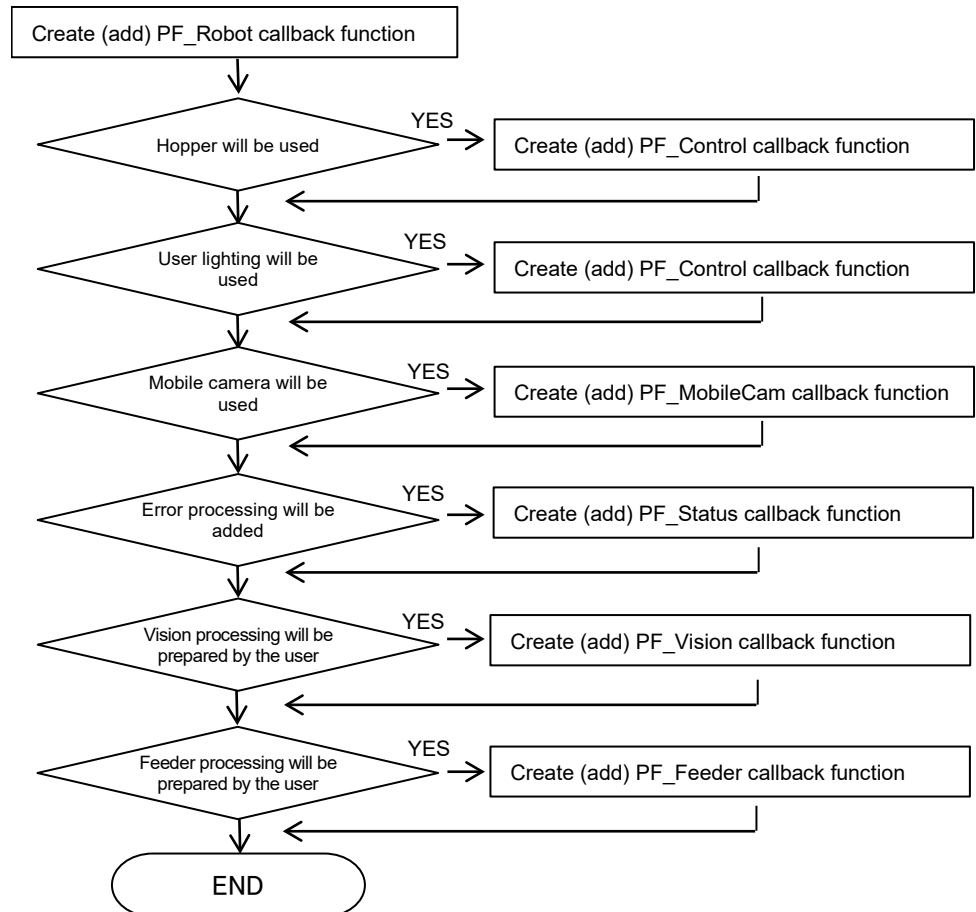 Create (add) PF_Robot callback function
YES
Hopper will be used
Create (add) PF_Control callback function
YES
User lighting will be
used
Create (add) PF_Control callback function
YES
Mobile camera will be
used
Create (add) PF_MobileCam callback function
YES
Error processing will be
added
Create (add) PF_Status callback function
YES
Vision processing will be
prepared by the user
Create (add) PF_Vision callback function
YES
Feeder processing will be
prepared by the user
Create (add) PF_Feeder callback function
END